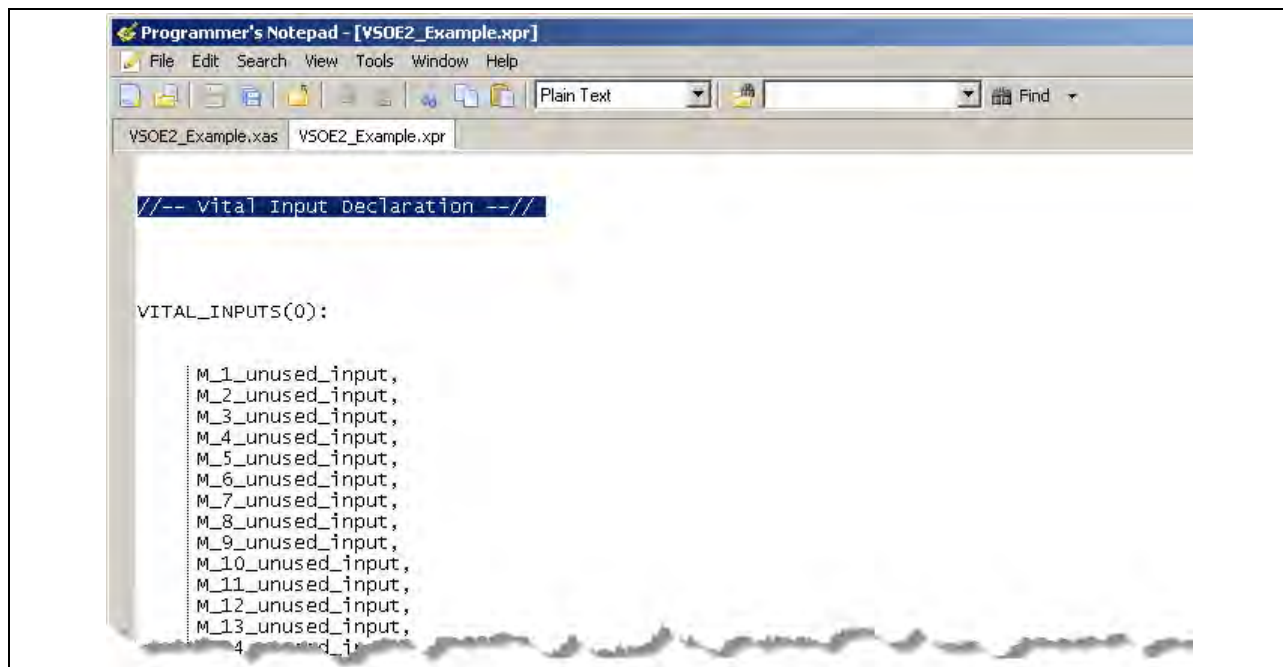 Programmer's Notepad - [VSOE2_Example.xpr]
File Edit Search View Tools Window Help
Plain Text Find
VSOE2_Example.xas VSOE2_Example.xpr
//-- Vital Input Declaration --//
VITAL_INPUTS(0):
M_1_unused_input,
M_2_unused_input,
M_3_unused_input,
M_4_unused_input,
M_5_unused_input,
M_6_unused_input,
M_7_unused_input,
M_8_unused_input,
M_9_unused_input,
M_10_unused_input,
M_11_unused_input,
M_12_unused_input,
M_13_unused_input,